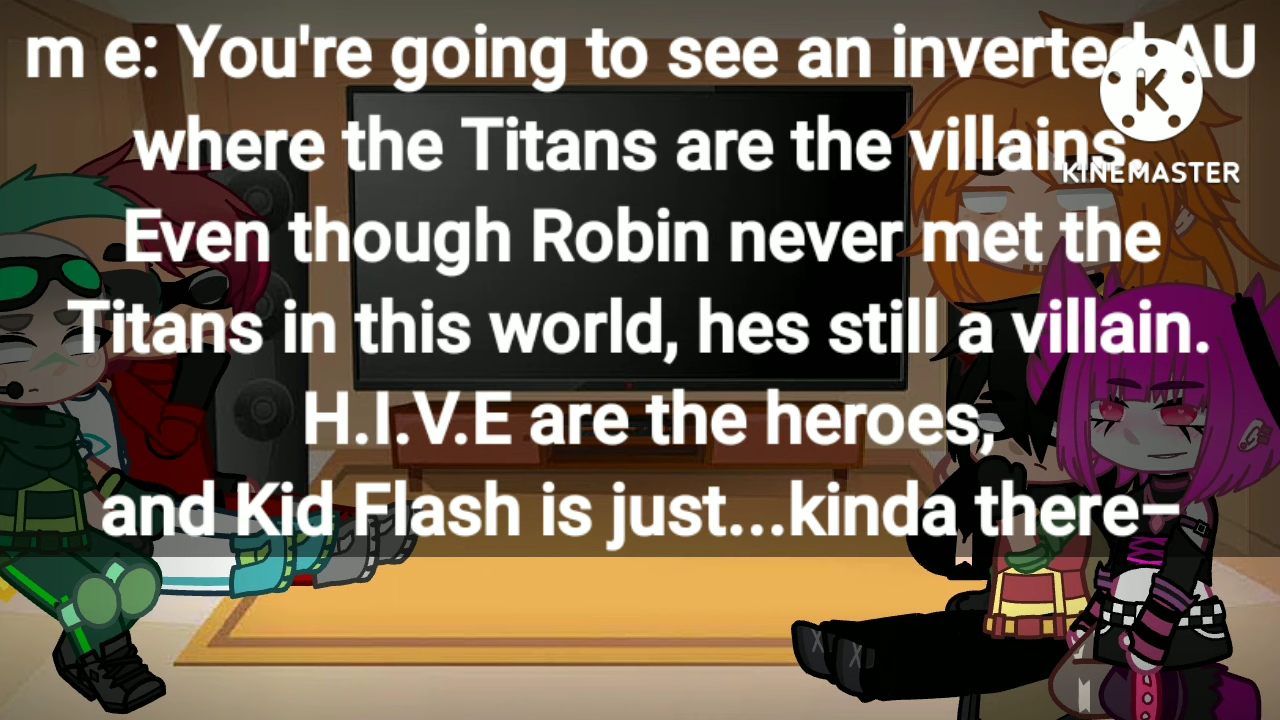 m e: You're going to see an inverted AU
where the Titans are the villains.
Even though Robin never met the
Titans in this world, hes still a villain.
H.I.V.E are the heroes,
and Kid Flash is just...kinda there–
K
KINEMASTER